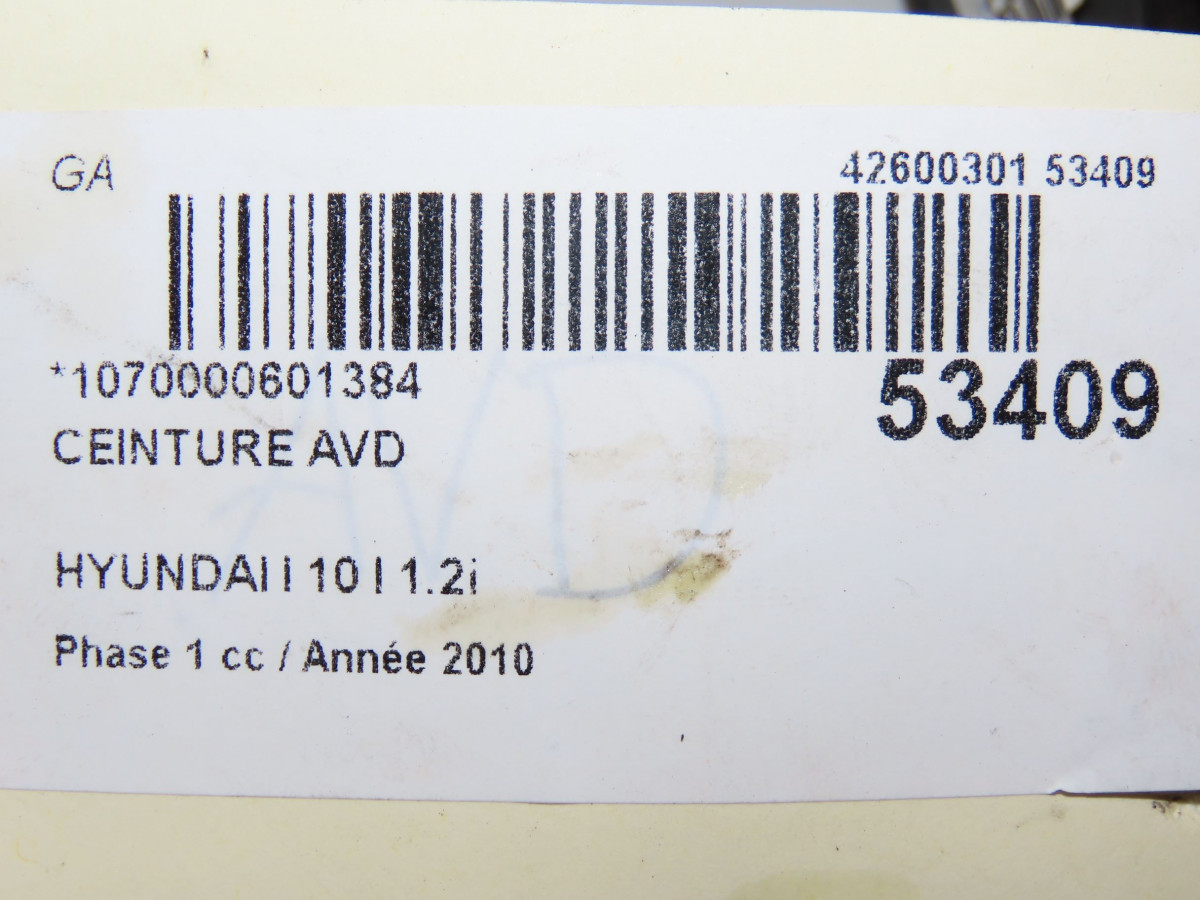 GA
42600301 53409
*1070000601384
53409
CEINTURE AVD
AVD
HYUNDAI I 10 I 1.2i
Phase 1 cc / Année 2010